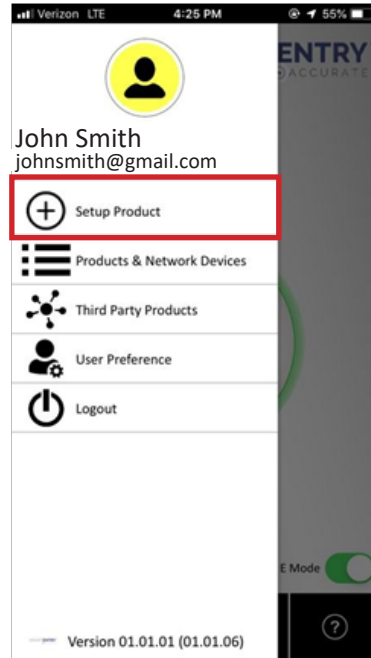 Verizon LTE 4:25 PM 55%
ENTRY
ACCURATE
John Smith
johnsmith@gmail.com
Setup Product
Products & Network Devices
Third Party Products
User Preference
Logout
E Mode
?
Version 01.01.01 (01.01.06)